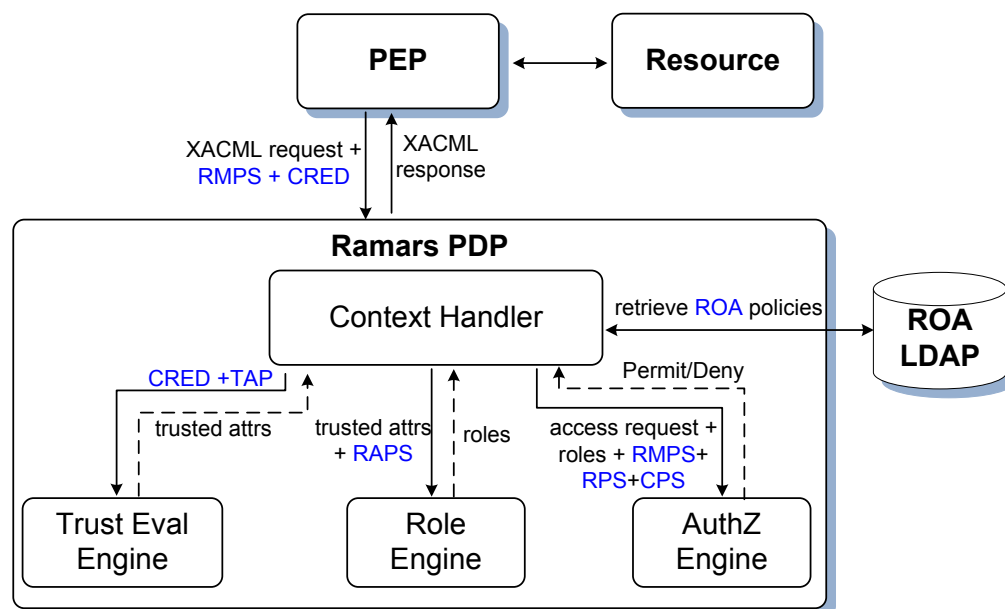 PEP
Resource
XACML request +
RMPS + CRED
XACML
response
Ramars PDP
Context Handler
retrieve ROA policies
ROA
LDAP
CRED +TAP
trusted attrs
trusted attrs
+ RAPS
roles
Permit/Deny
access request +
roles + RMPS+
RPS+CPS
Trust Eval
Engine
Role
Engine
AuthZ
Engine